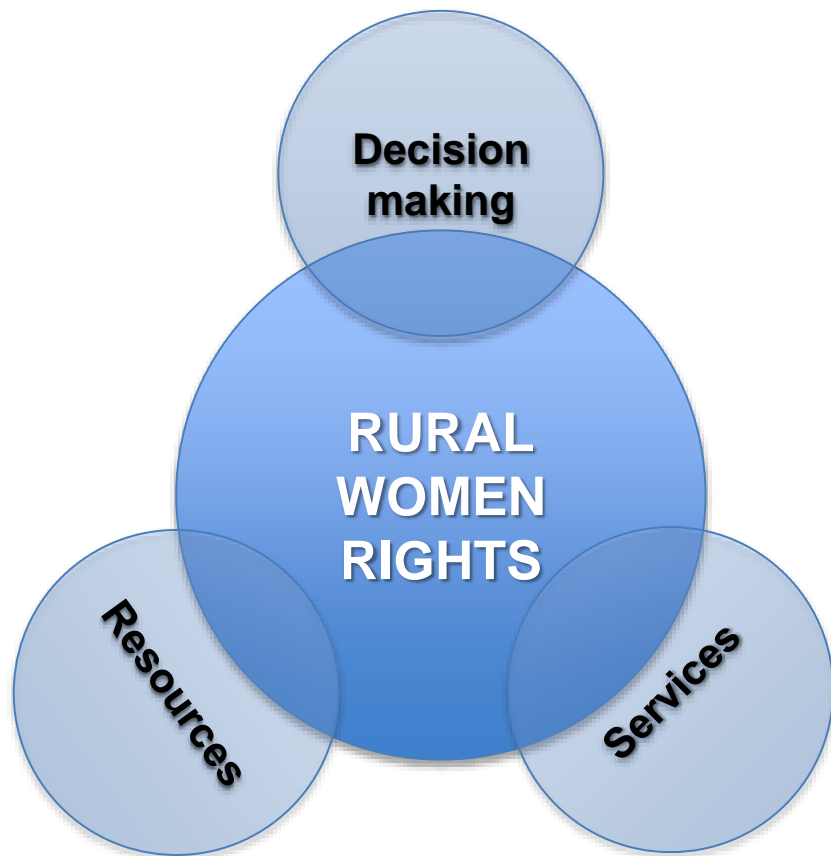 Decision
making
RURAL
WOMEN
RIGHTS
Resources
Services